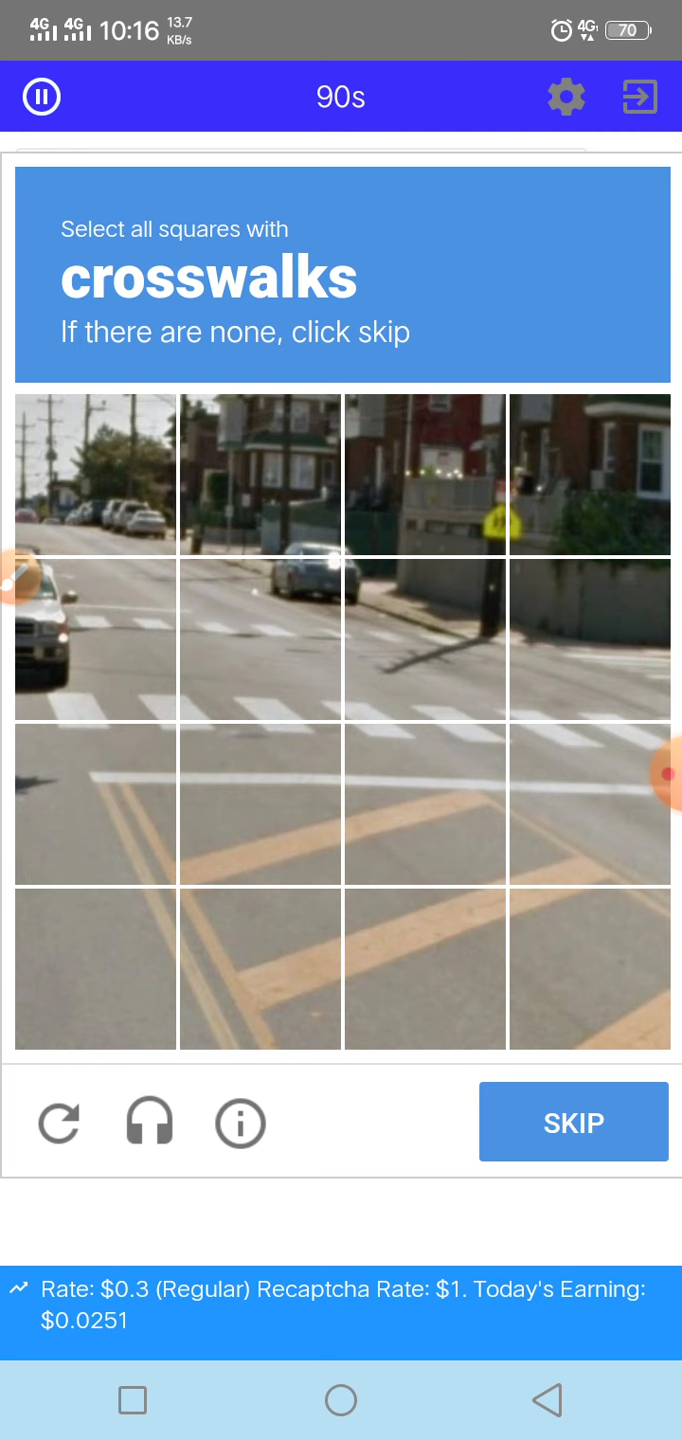 4G 4G 10:16 13.7 KB/s 4G 70
90s
Select all squares with
crosswalks
If there are none, click skip
SKIP
Rate: $0.3 (Regular) Recaptcha Rate: $1. Today's Earning:
$0.0251